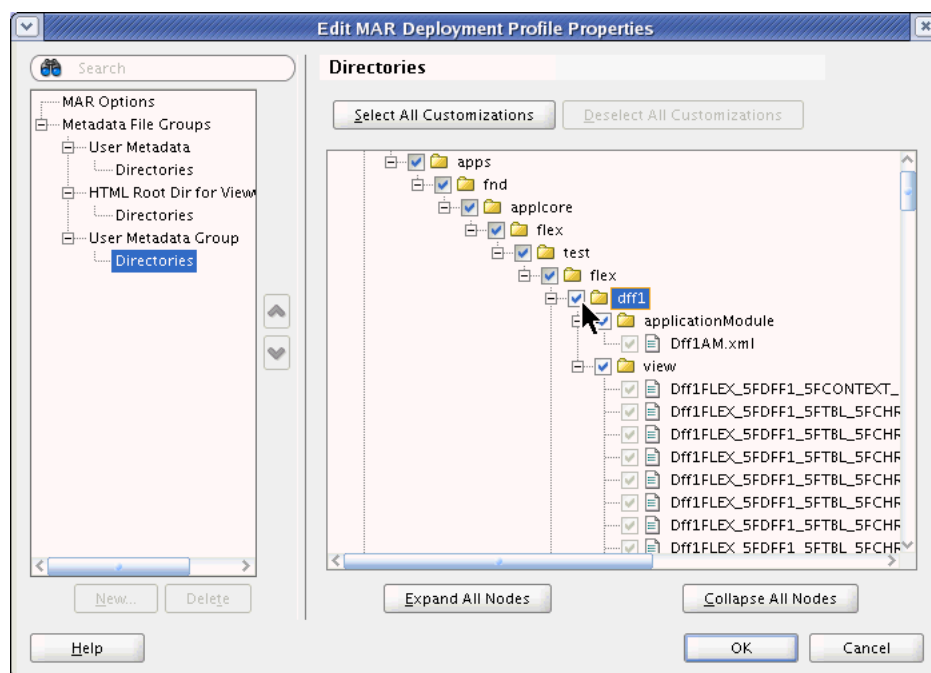 Edit MAR Deployment Profile Properties
Search
MAR Options
Metadata File Groups
User Metadata
Directories
HTML Root Dir for View
Directories
User Metadata Group
Directories
New...
Delete
Directories
Select All Customizations
Deselect All Customizations
apps
fnd
applcore
flex
test
flex
dff1
applicationModule
Dff1AM.xml
view
Dff1FLEX_5FDFF1_5FCONTEXT_
Dff1FLEX_5FDFF1_5FTBL_5FCHR
Dff1FLEX_5FDFF1_5FTBL_5FCHR
Dff1FLEX_5FDFF1_5FTBL_5FCHR
Dff1FLEX_5FDFF1_5FTBL_5FCHR
Dff1FLEX_5FDFF1_5FTBL_5FCHR
Dff1FLEX_5FDFF1_5FTBL_5FCHR
Dff1FLEX_5FDFF1_5FTBL_5FCHR
Expand All Nodes
Collapse All Nodes
Help
OK
Cancel